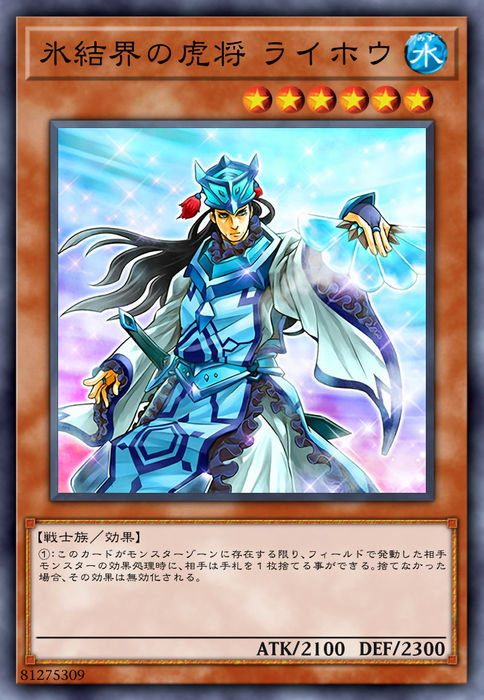 氷結界の虎将 ライホウ
みず
水
【戦士族／効果】
①：このカードがモンスターゾーンに存在する限り、フィールドで発動した相手
モンスターの効果処理時に、相手は手札を１枚捨てる事ができる。捨てなかった
場合、その効果は無効化される。
ATK/2100 DEF/2300
81275309